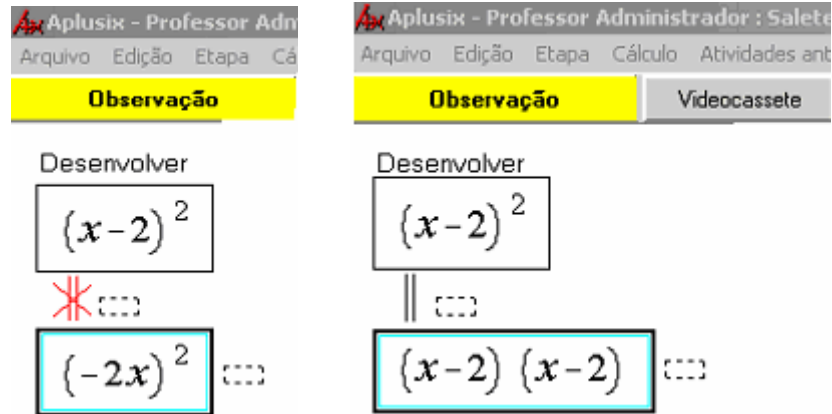 Aplusix - Professor Adm
Arquivo Edição Etapa Cá
Observação
Desenvolver
(x-2)²
(-2x)²
Aplusix - Professor Administrador : Salete
Arquivo Edição Etapa Cálculo Atividades ant
Observação Videocassete
Desenvolver
(x-2)²
(x-2) (x-2)